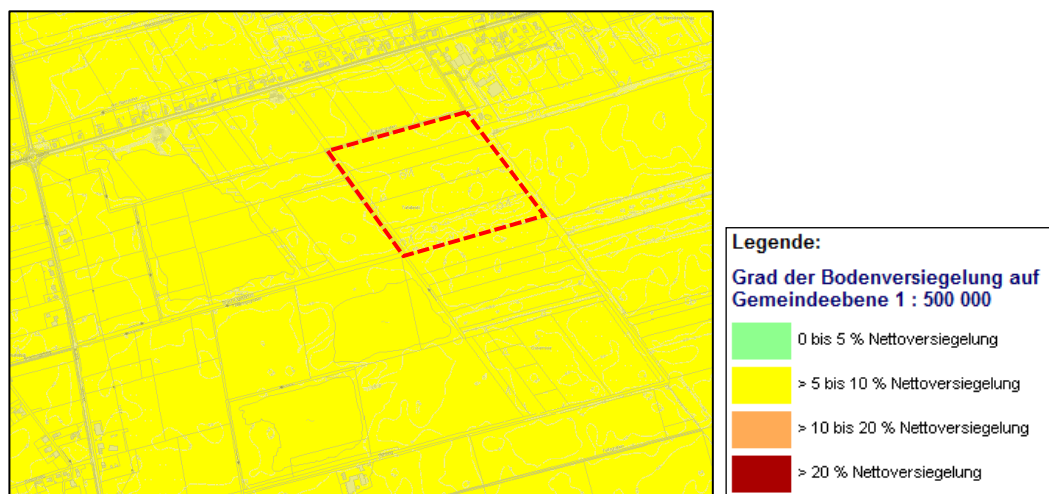 Legende:
Grad der Bodenversiegelung auf
Gemeindeebene 1 : 500 000
0 bis 5 % Nettoversiegelung
> 5 bis 10 % Nettoversiegelung
> 10 bis 20 % Nettoversiegelung
> 20 % Nettoversiegelung